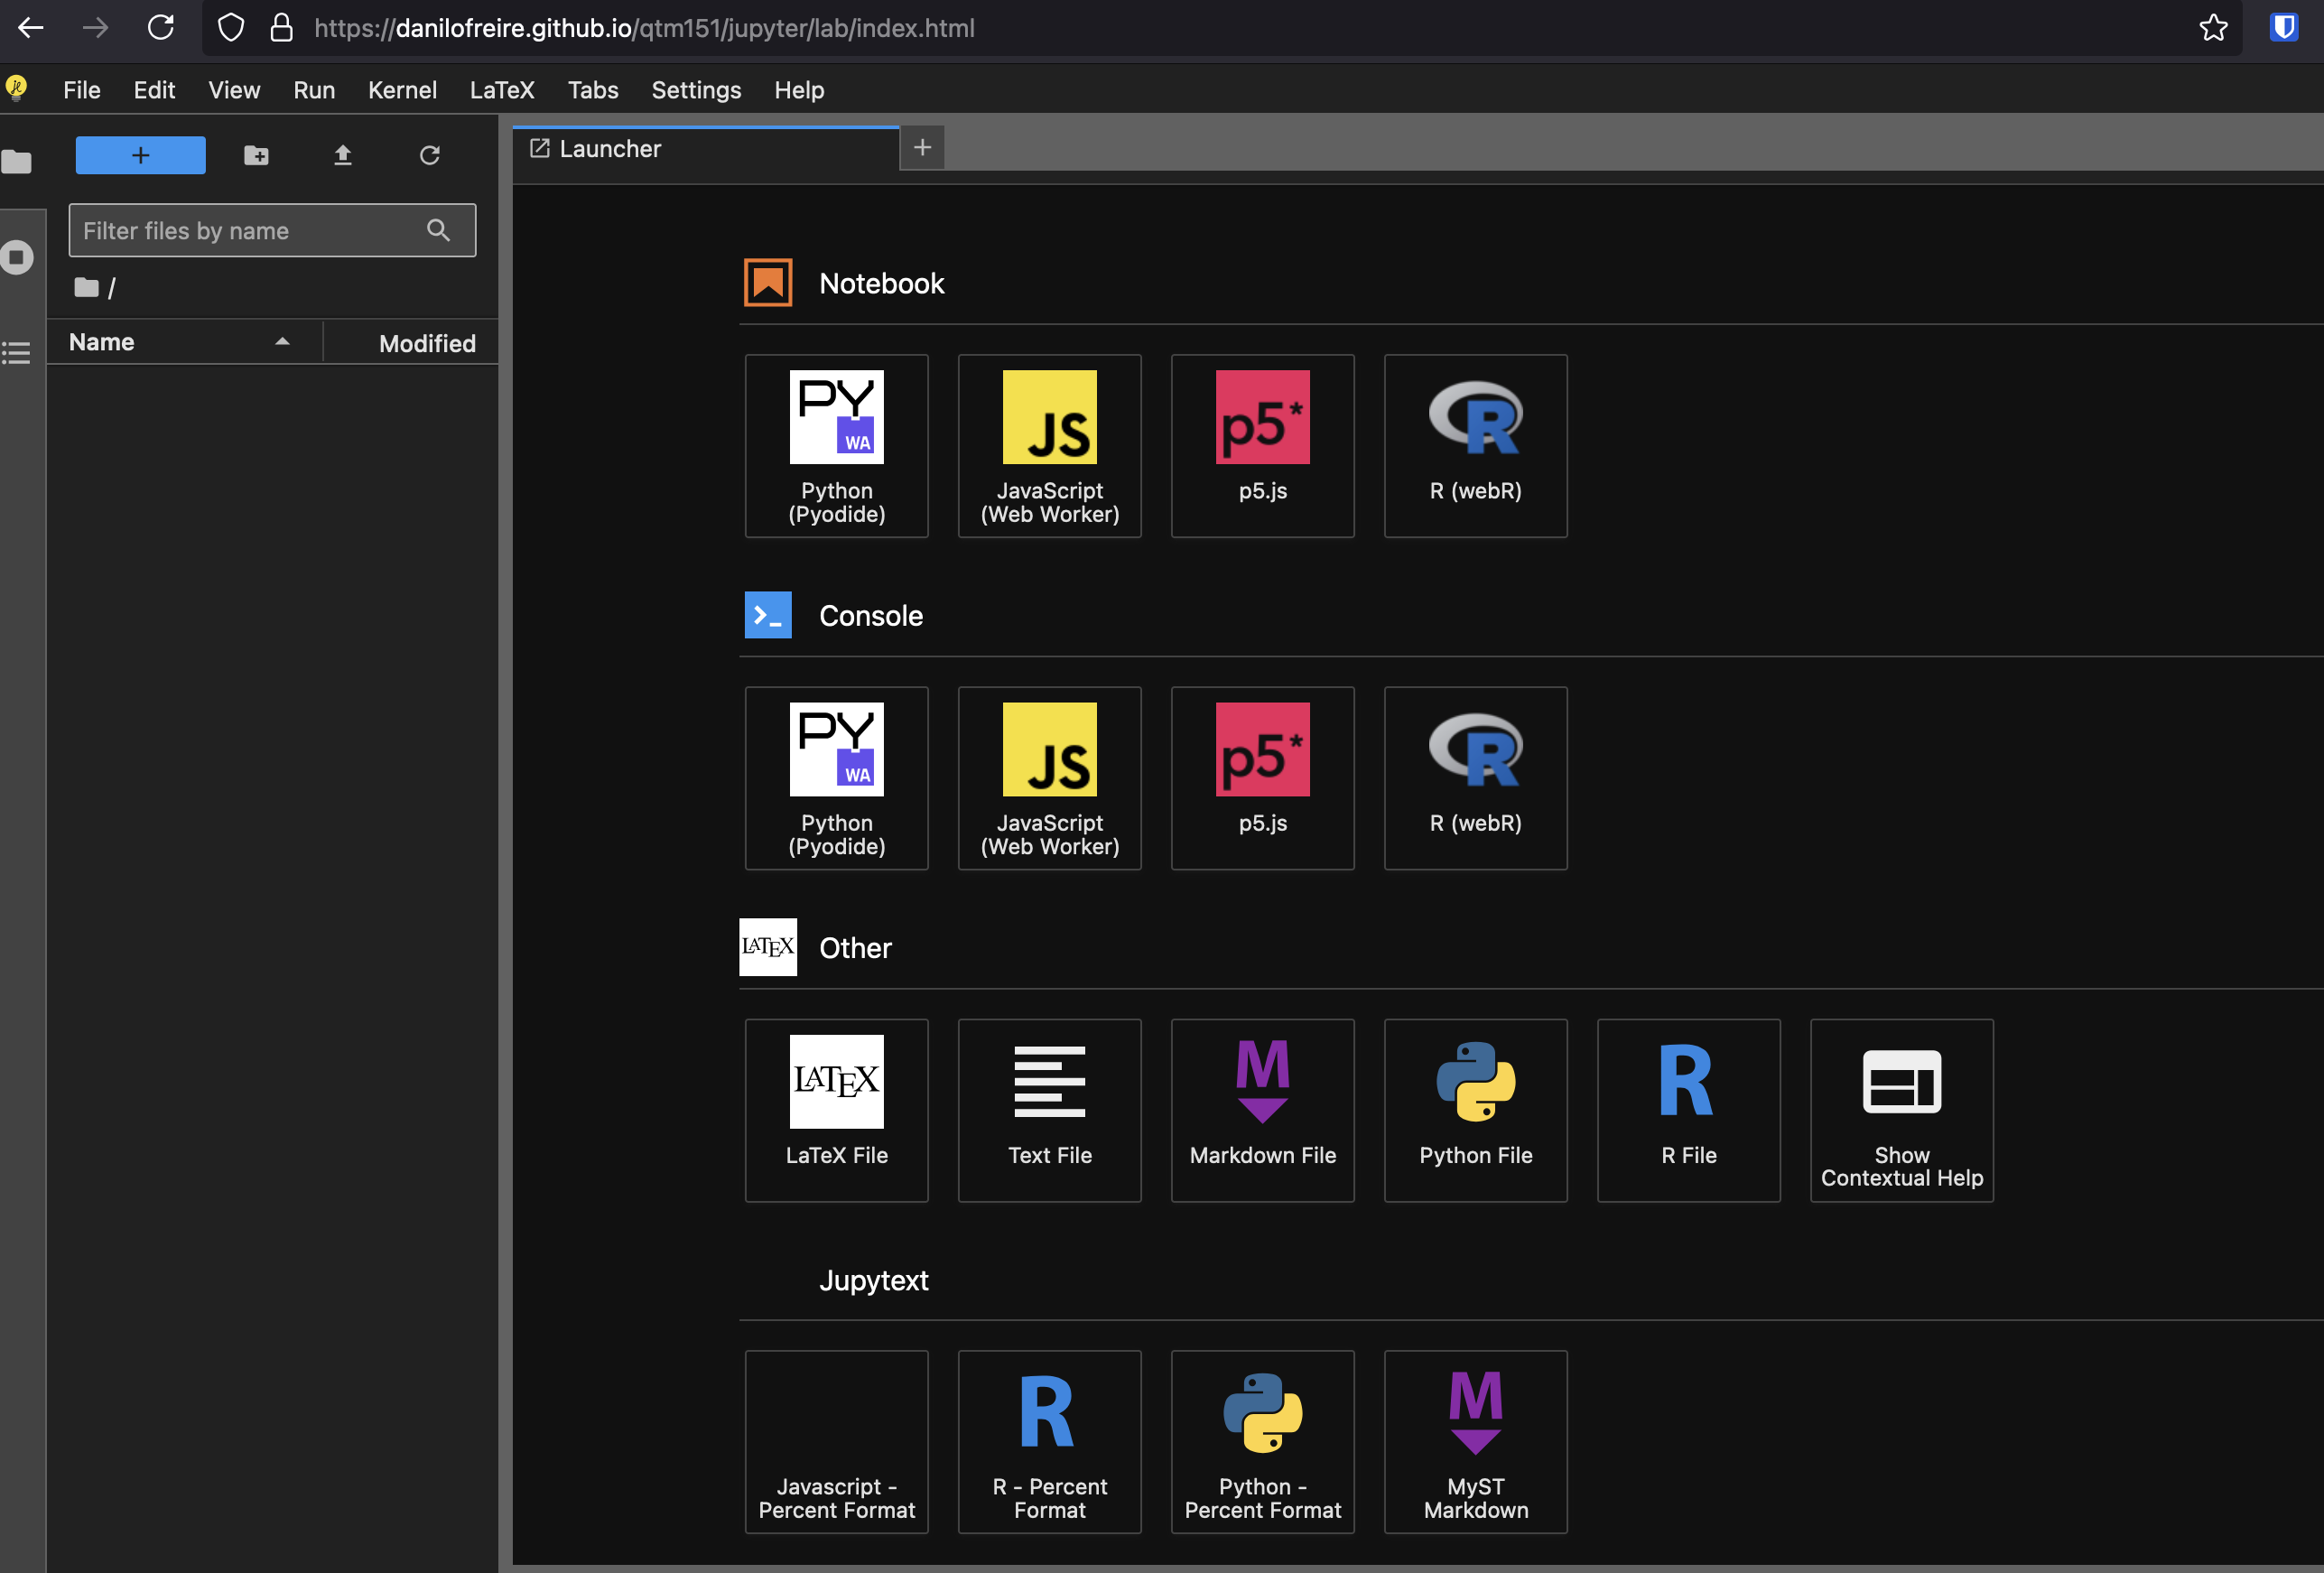 https://danilofreire.github.io/qtm151/jupyter/lab/index.html
File Edit View Run Kernel LaTeX Tabs Settings Help
+
Launcher
+
Filter files by name
/
Name
Modified
Notebook
PY
WA
Python
(Pyodide)
JS
JavaScript
(Web Worker)
p5*
p5.js
R
R (webR)
>_
Console
PY
WA
Python
(Pyodide)
JS
JavaScript
(Web Worker)
p5*
p5.js
R
R (webR)
LATEX
Other
LATEX
LaTeX File
Text File
M
Markdown File
Python File
R
R File
Show
Contextual Help
Jupytext
Javascript -
Percent Format
R
R - Percent
Format
Python -
Percent Format
M
MyST
Markdown